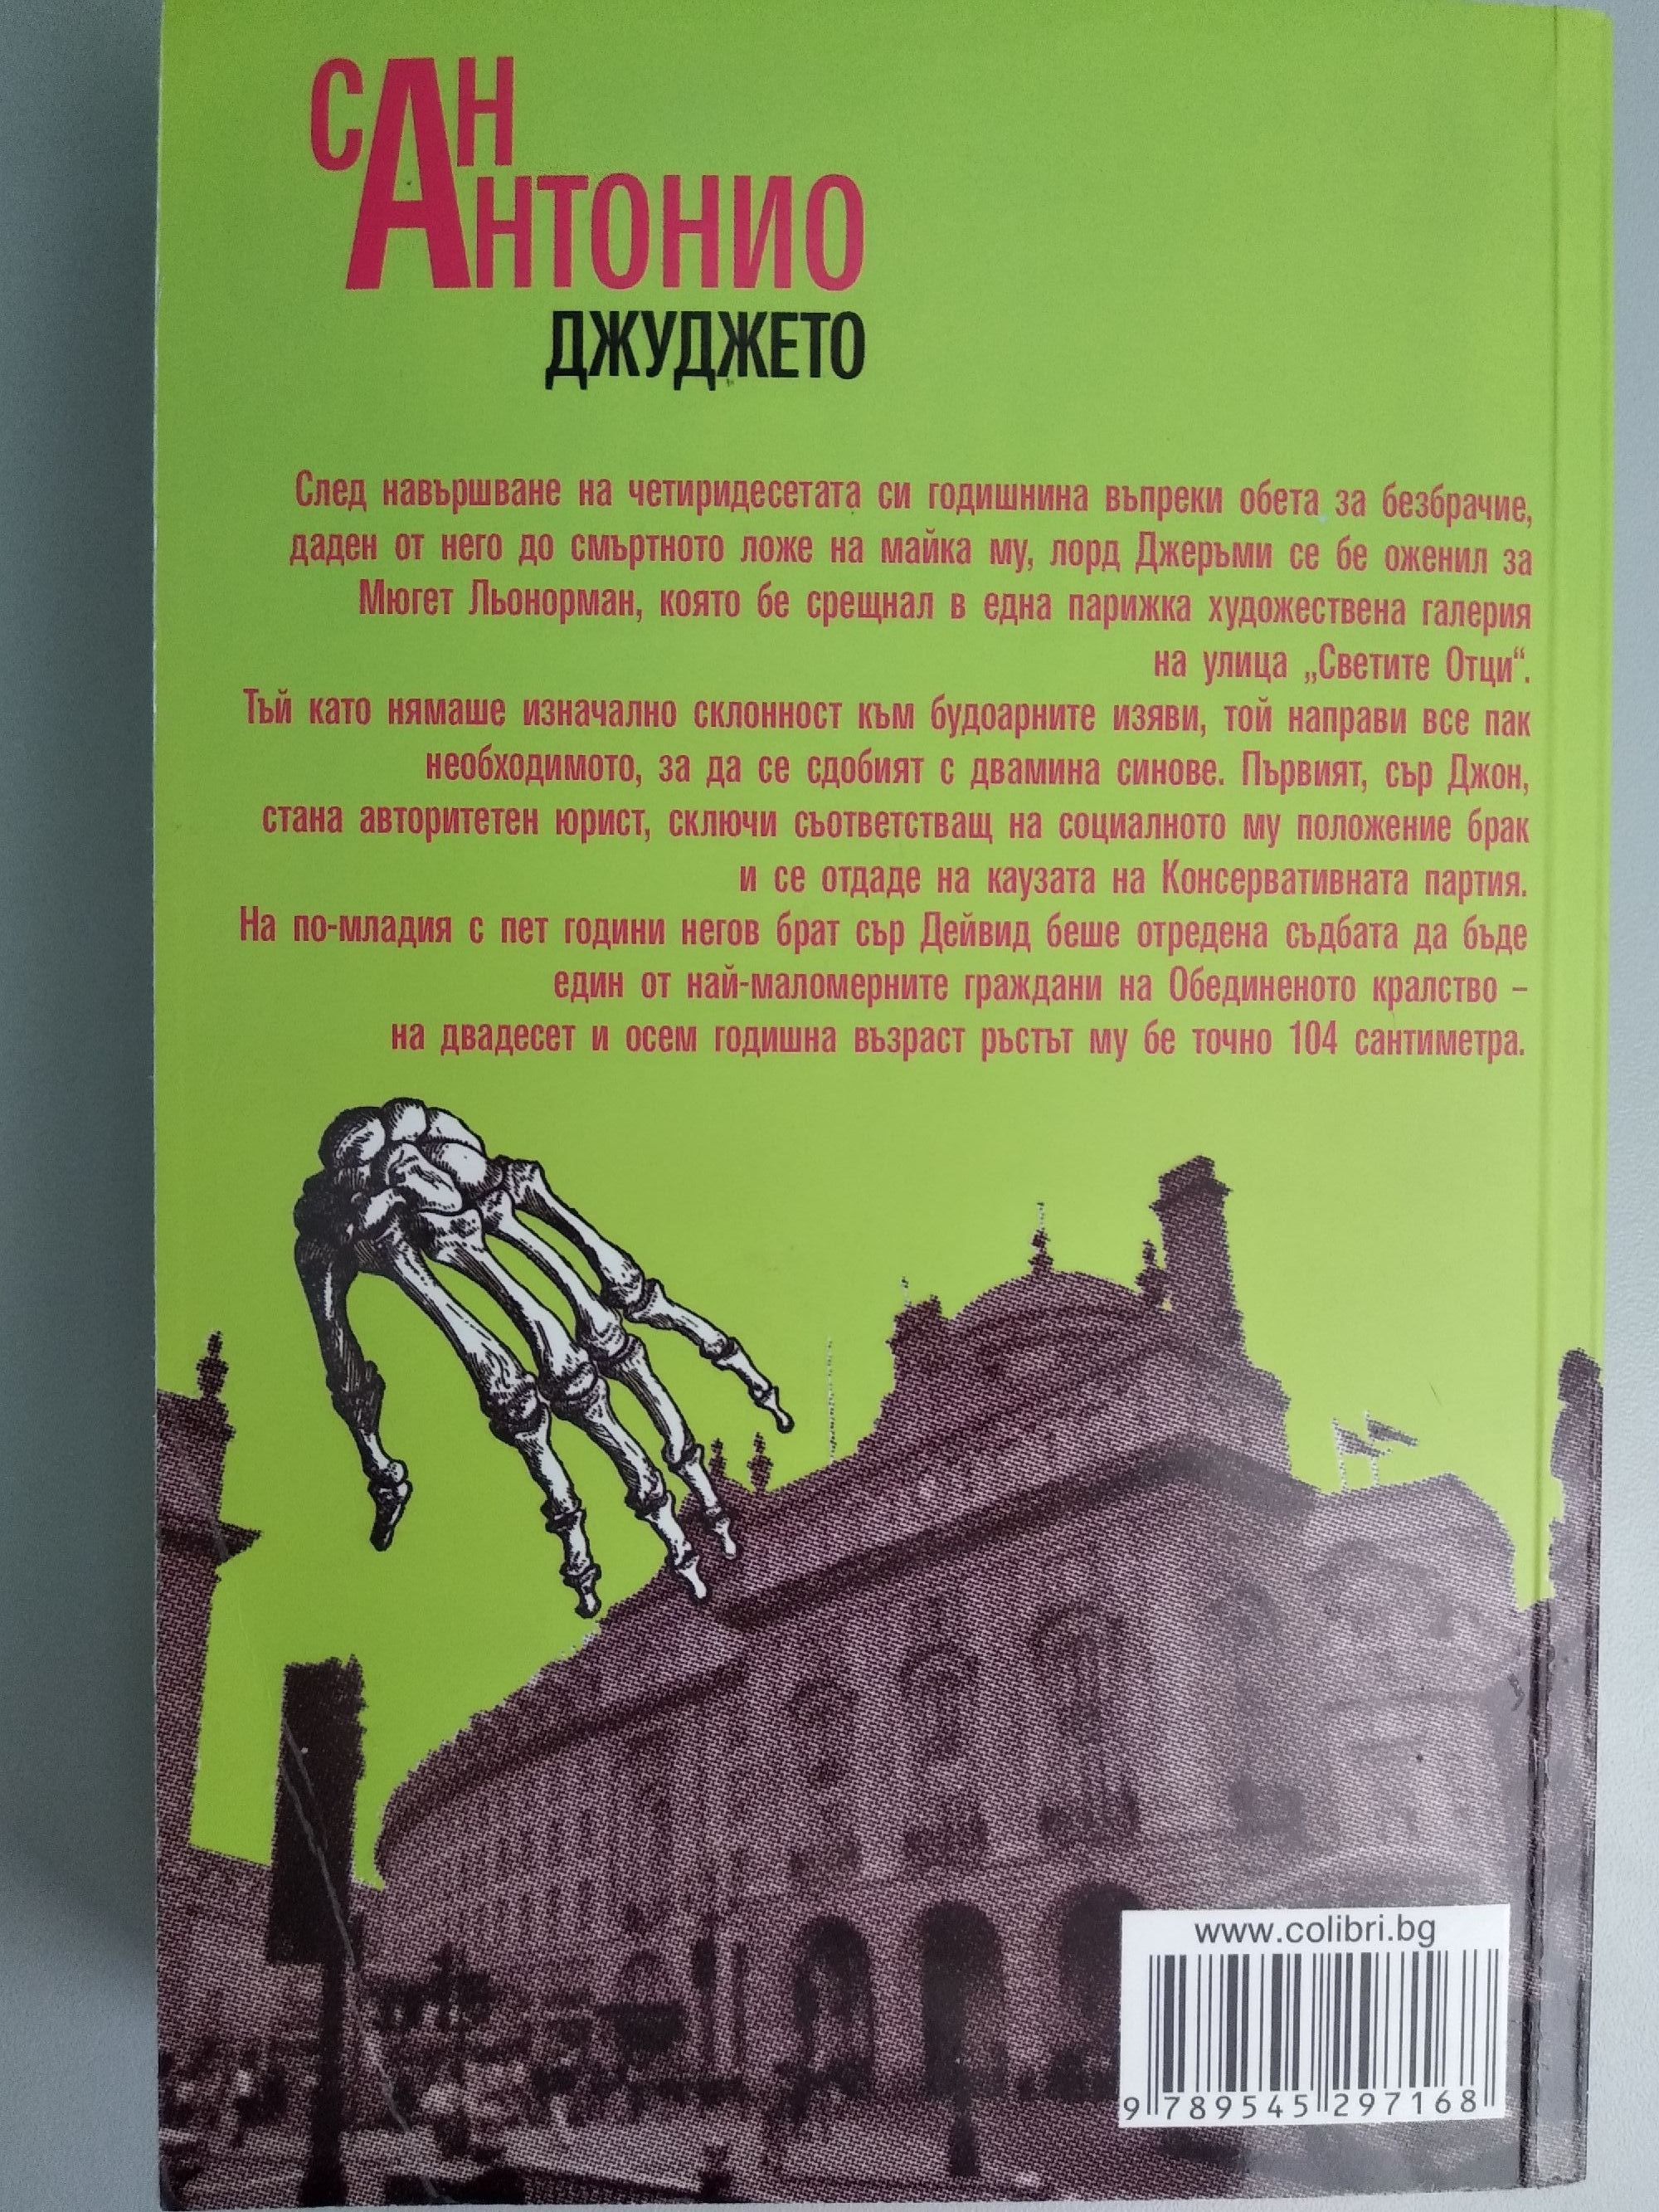 САН
АНТОНИО
ДЖУДЖЕТО
След навършване на четиридесетата си годишнина въпреки обета за безбрачие,
даден от него до смъртното ложе на майка му, лорд Джеръми се бе оженил за
Мюгет Льонорман, която бе срещнал в една парижка художествена галерия
на улица „Светите Отци“.
Тъй като нямаше изначално склонност към будоарните изяви, той направи все пак
необходимото, за да се сдобият с двамина синове. Първият, сър Джон,
стана авторитетен юрист, сключи съответстващ на социалното му положение брак
и се отдаде на каузата на Консервативната партия.
На по-младия с пет години негов брат сър Дейвид беше отредена съдбата да бъде
един от най-маломерните граждани на Обединеното кралство –
на двадесет и осем годишна възраст ръстът му бе точно 104 сантиметра.
www.colibri.bg
9 789545 297168